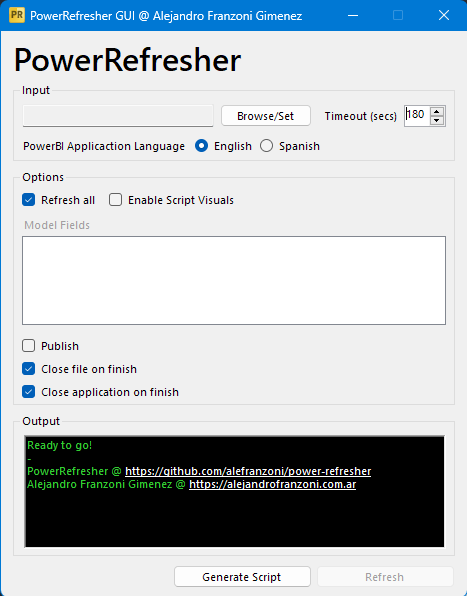 PR PowerRefresher GUI @ Alejandro Franzoni Gimenez
PowerRefresher
Input
Browse/Set Timeout (secs) 180
PowerBI Applicaction Language English Spanish
Options
Refresh all Enable Script Visuals
Model Fields
Publish
Close file on finish
Close application on finish
Output
Ready to go!
-
PowerRefresher @ https://github.com/alefranzoni/power-refresher
Alejandro Franzoni Gimenez @ https://alejandrofranzoni.com.ar
Generate Script Refresh